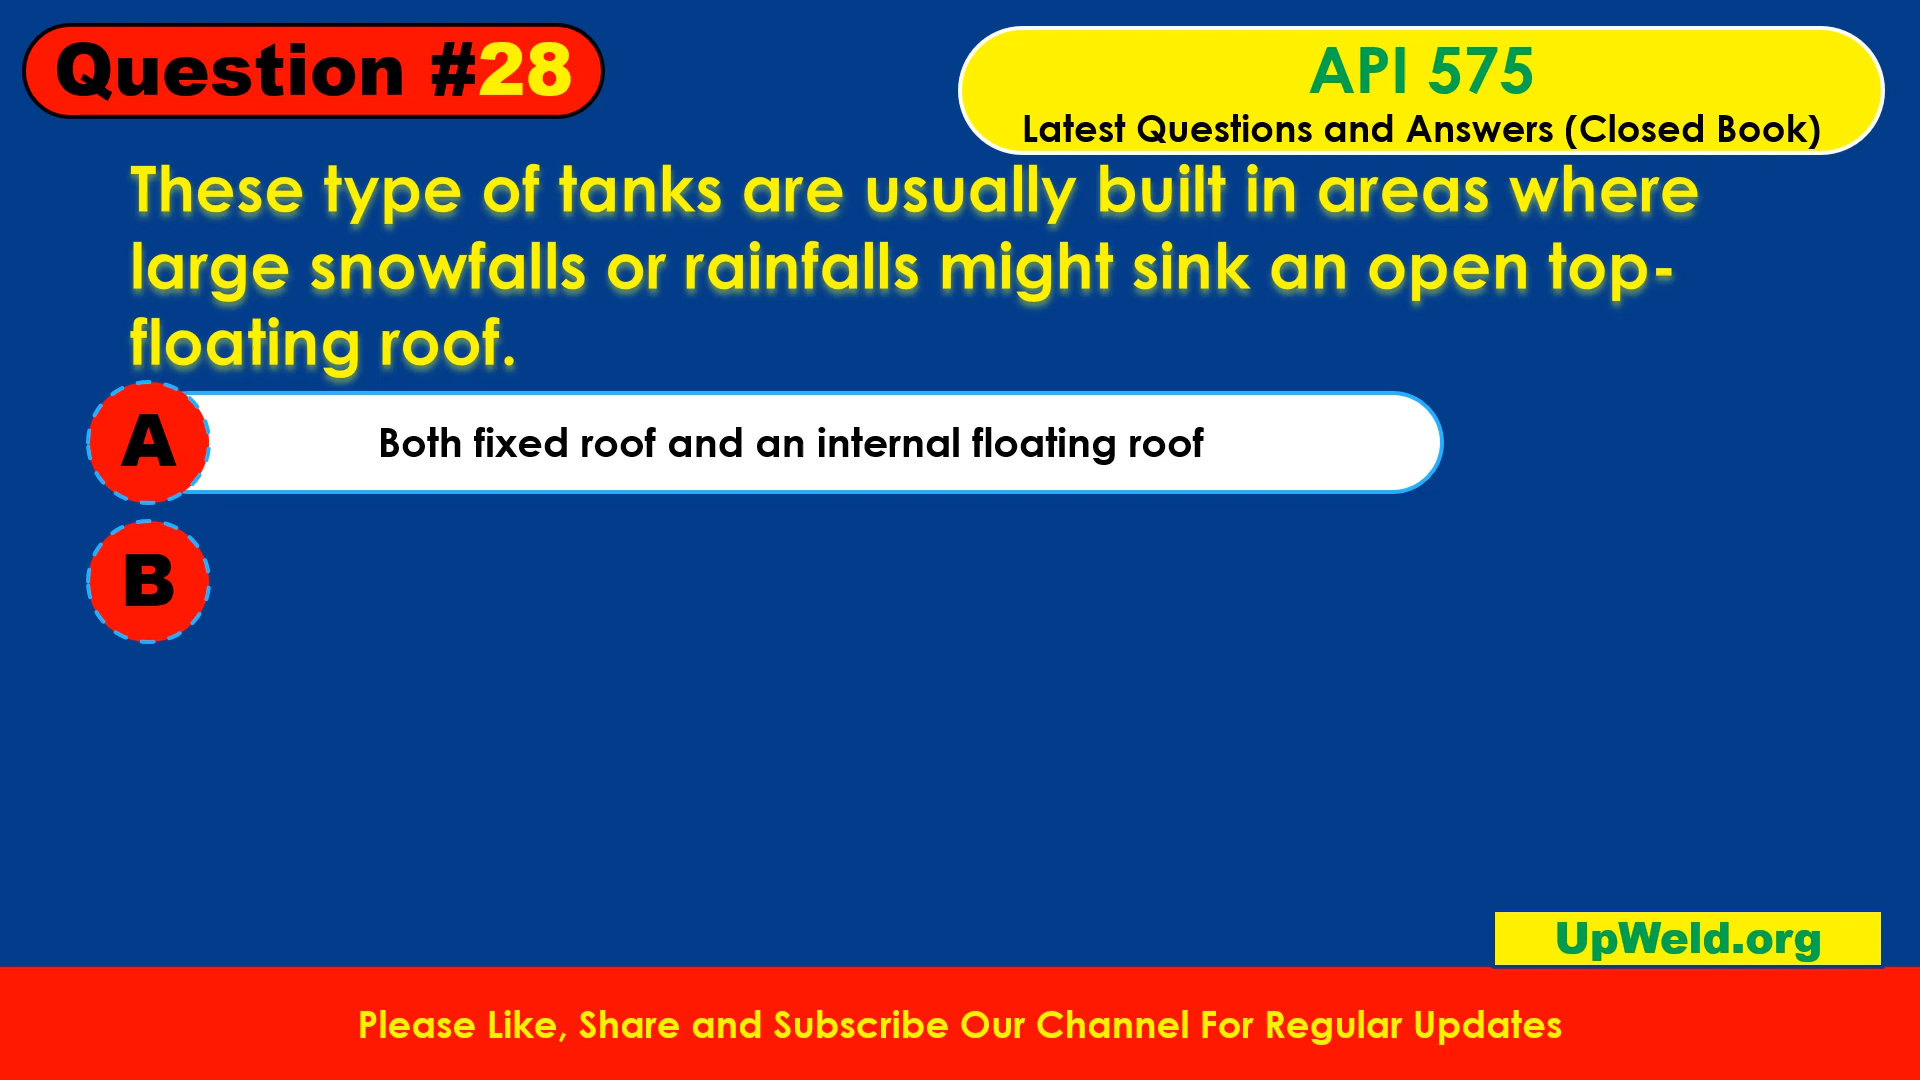 Question #28
API 575
Latest Questions and Answers (Closed Book)
These type of tanks are usually built in areas where
large snowfalls or rainfalls might sink an open top-
floating roof.
A Both fixed roof and an internal floating roof
B
UpWeld.org
Please Like, Share and Subscribe Our Channel For Regular Updates